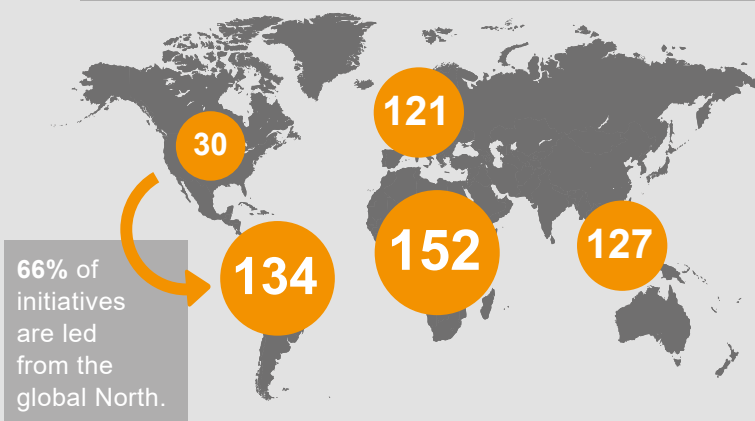 30
121
134
152
127
66% of
initiatives
are led
from the
global North.